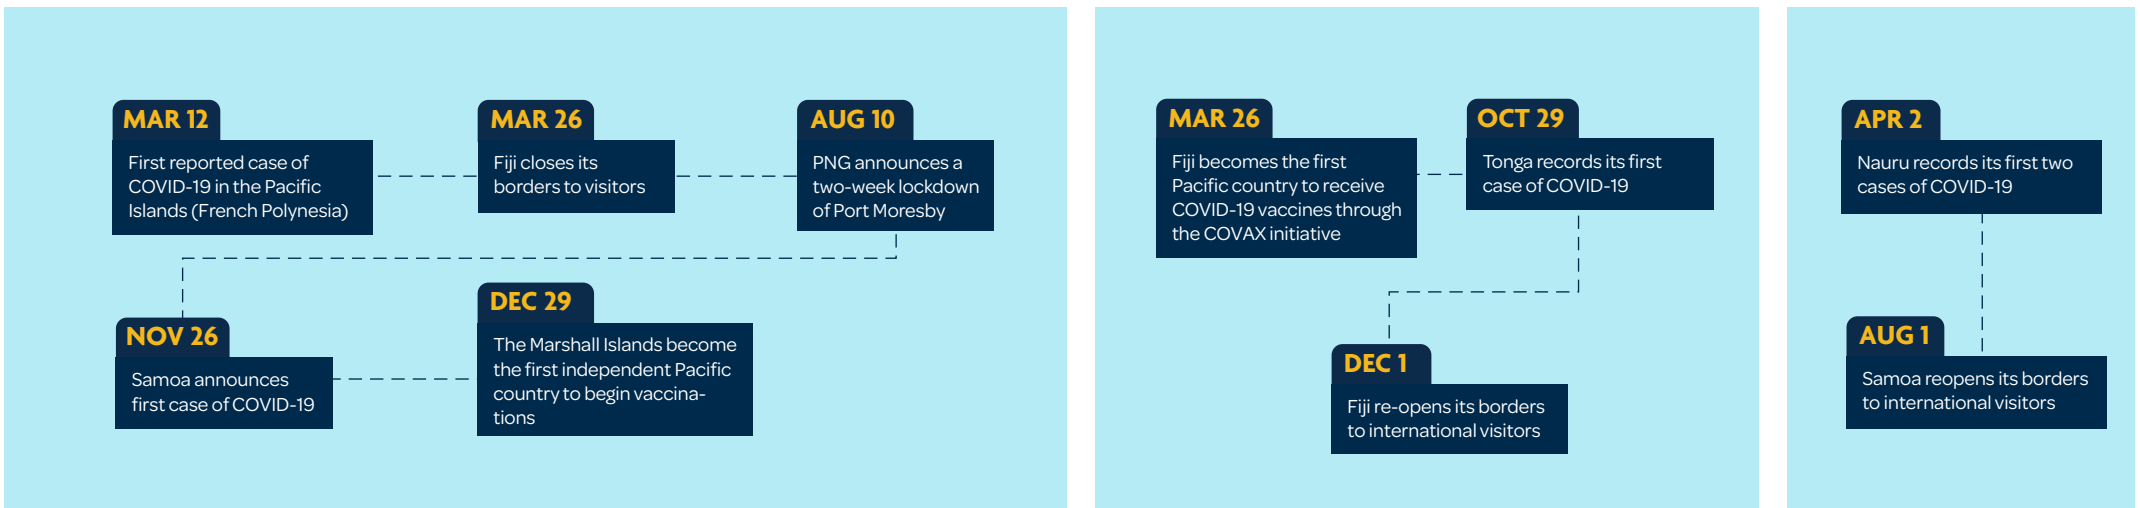 MAR 12
First reported case of
COVID-19 in the Pacific
Islands (French Polynesia)
MAR 26
Fiji closes its
borders to visitors
AUG 10
PNG announces a
two-week lockdown
of Port Moresby
NOV 26
Samoa announces
first case of COVID-19
DEC 29
The Marshall Islands become
the first independent Pacific
country to begin vaccina-
tions
MAR 26
Fiji becomes the first
Pacific country to receive
COVID-19 vaccines through
the COVAX initiative
OCT 29
Tonga records its first
case of COVID-19
DEC 1
Fiji re-opens its borders
to international visitors
APR 2
Nauru records its first two
cases of COVID-19
AUG 1
Samoa reopens its borders
to international visitors